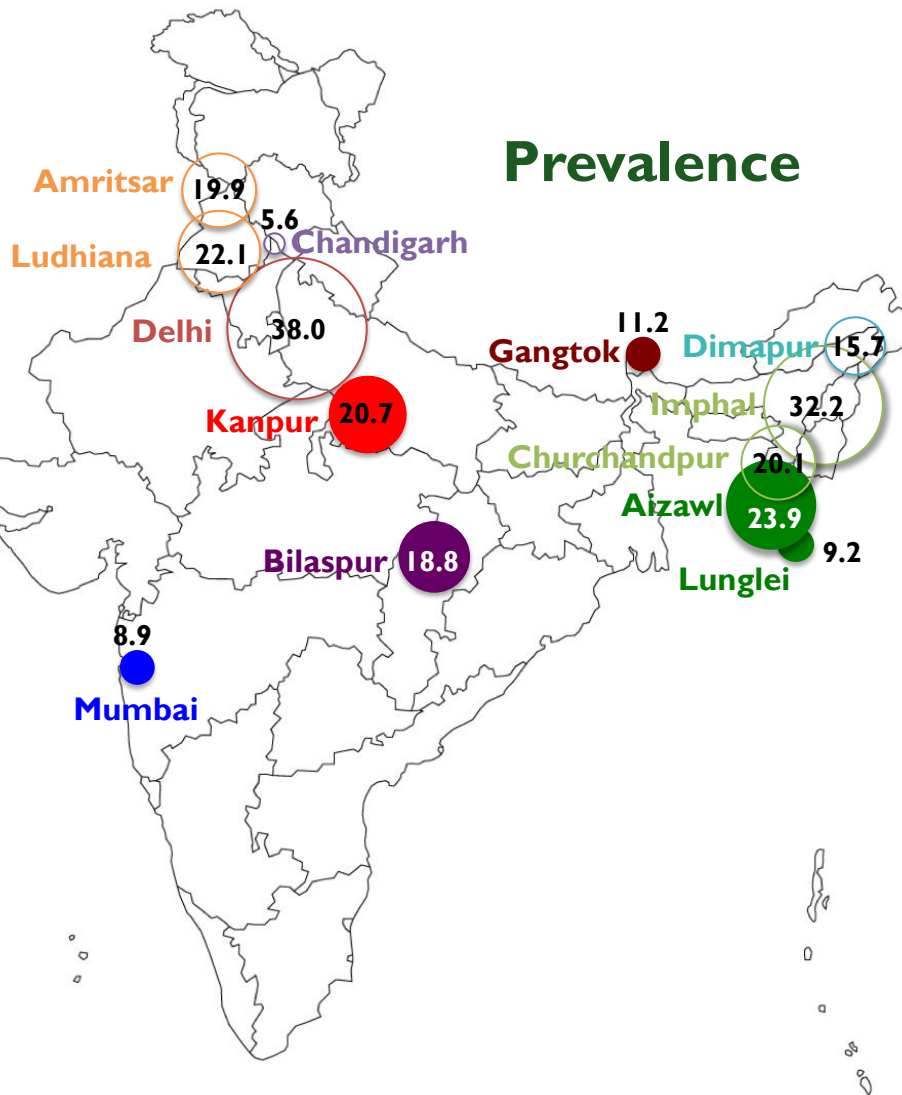 Prevalence
Amritsar
19.9
5.6
Chandigarh
Ludhiana
22.1
Delhi
38.0
11.2
Gangtok
Dimapur
15.7
Kanpur
20.7
Imphal
32.2
Churchandpur
20.1
Aizawl
23.9
Bilaspur
18.8
9.2
Lunglei
8.9
Mumbai